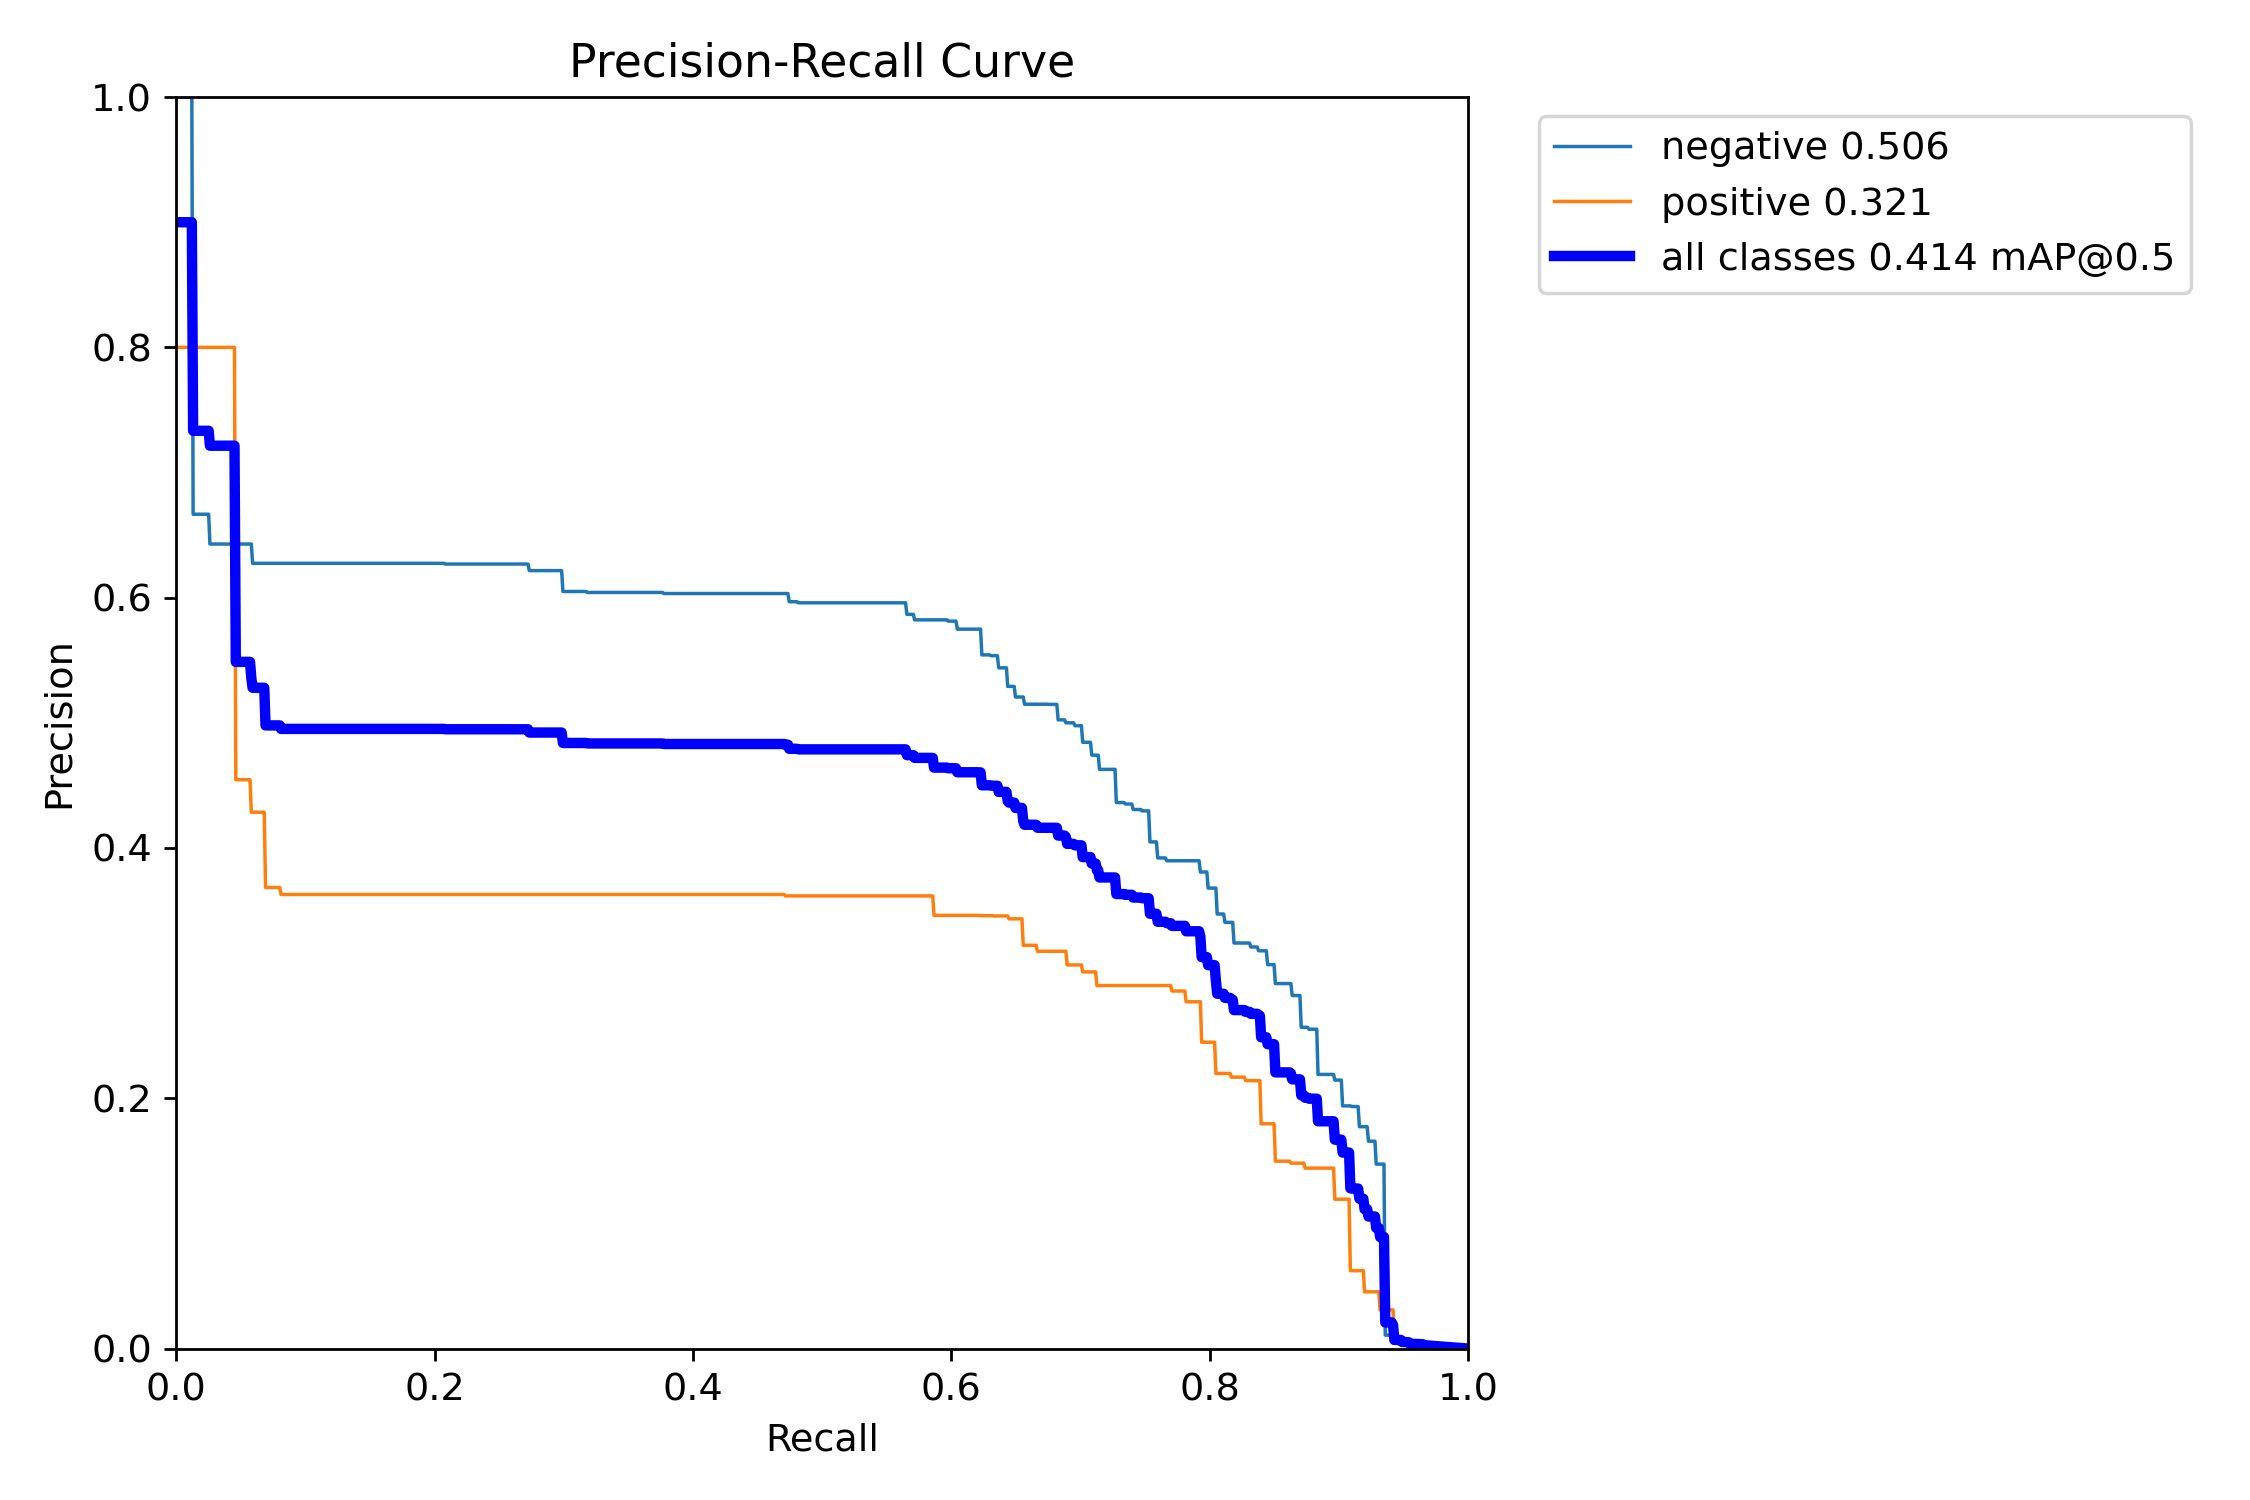 Precision-Recall Curve
negative 0.506
positive 0.321
all classes 0.414 mAP@0.5
Precision
1.0
0.8
0.6
0.4
0.2
0.0
0.0 0.2 0.4 0.6 0.8 1.0
Recall